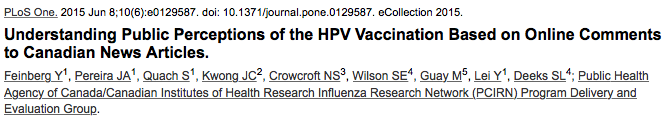 PLoS One. 2015 Jun 8;10(6):e0129587. doi: 10.1371/journal.pone.0129587. eCollection 2015.
Understanding Public Perceptions of the HPV Vaccination Based on Online Comments
to Canadian News Articles.
Feinberg Y1, Pereira JA1, Quach S1, Kwong JC2, Crowcroft NS3, Wilson SE4, Guay M5, Lei Y1, Deeks SL4; Public Health
Agency of Canada/Canadian Institutes of Health Research Influenza Research Network (PCIRN) Program Delivery and
Evaluation Group.